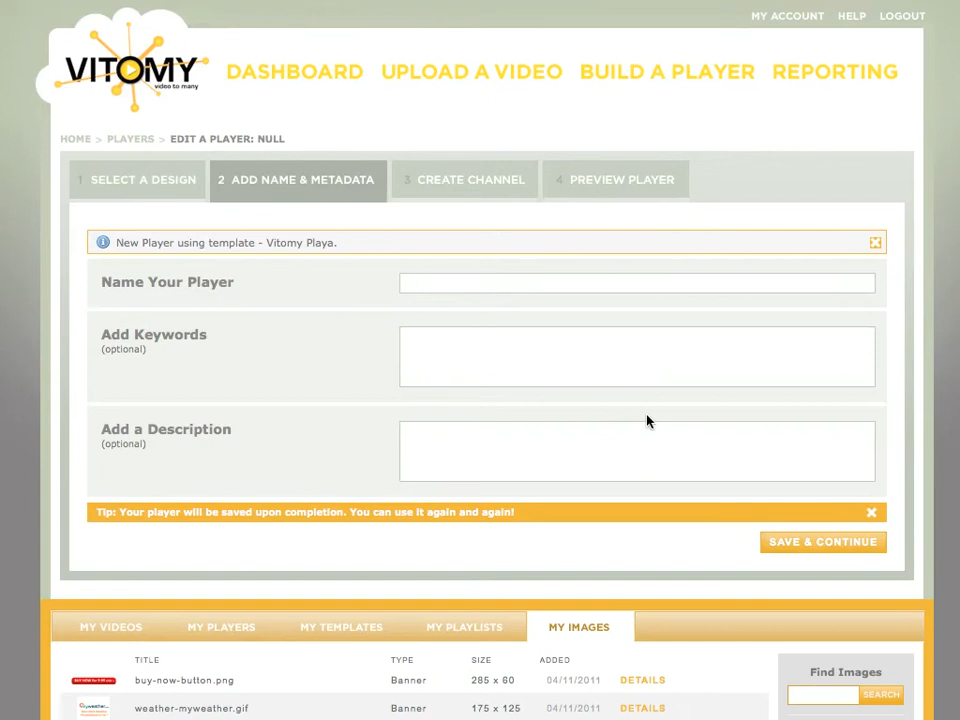 MY ACCOUNT HELP LOGOUT
VITOMY
video to many
DASHBOARD UPLOAD A VIDEO BUILD A PLAYER REPORTING
HOME > PLAYERS > EDIT A PLAYER: NULL
1 SELECT A DESIGN 2 ADD NAME & METADATA 3 CREATE CHANNEL 4 PREVIEW PLAYER
New Player using template - Vitomy Playa.
Name Your Player
Add Keywords
(optional)
Add a Description
(optional)
Tip: Your player will be saved upon completion. You can use it again and again!
SAVE & CONTINUE
MY VIDEOS MY PLAYERS MY TEMPLATES MY PLAYLISTS MY IMAGES
TITLE TYPE SIZE ADDED
buy-now-button.png Banner 285 x 60 04/11/2011 DETAILS
weather-myweather.gif Banner 175 x 125 04/11/2011 DETAILS
Find Images
SEARCH